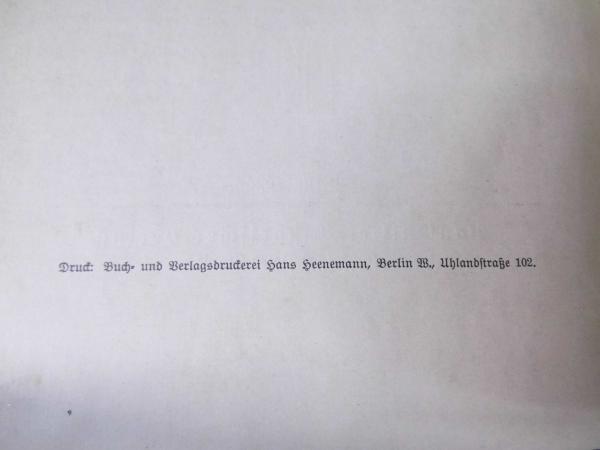 Druck: Buch- und Verlagsdruckerei Hans Heenemann, Berlin W., Uhlandstraße 102.